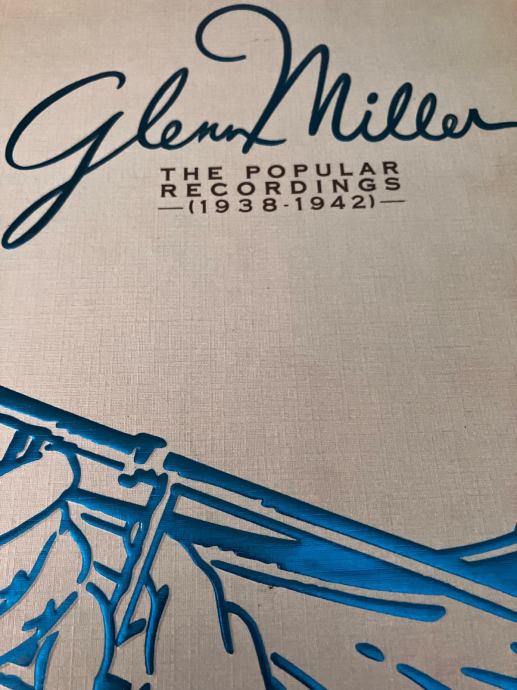 Glenn Miller
THE POPULAR
RECORDINGS
—(1938-1942)—